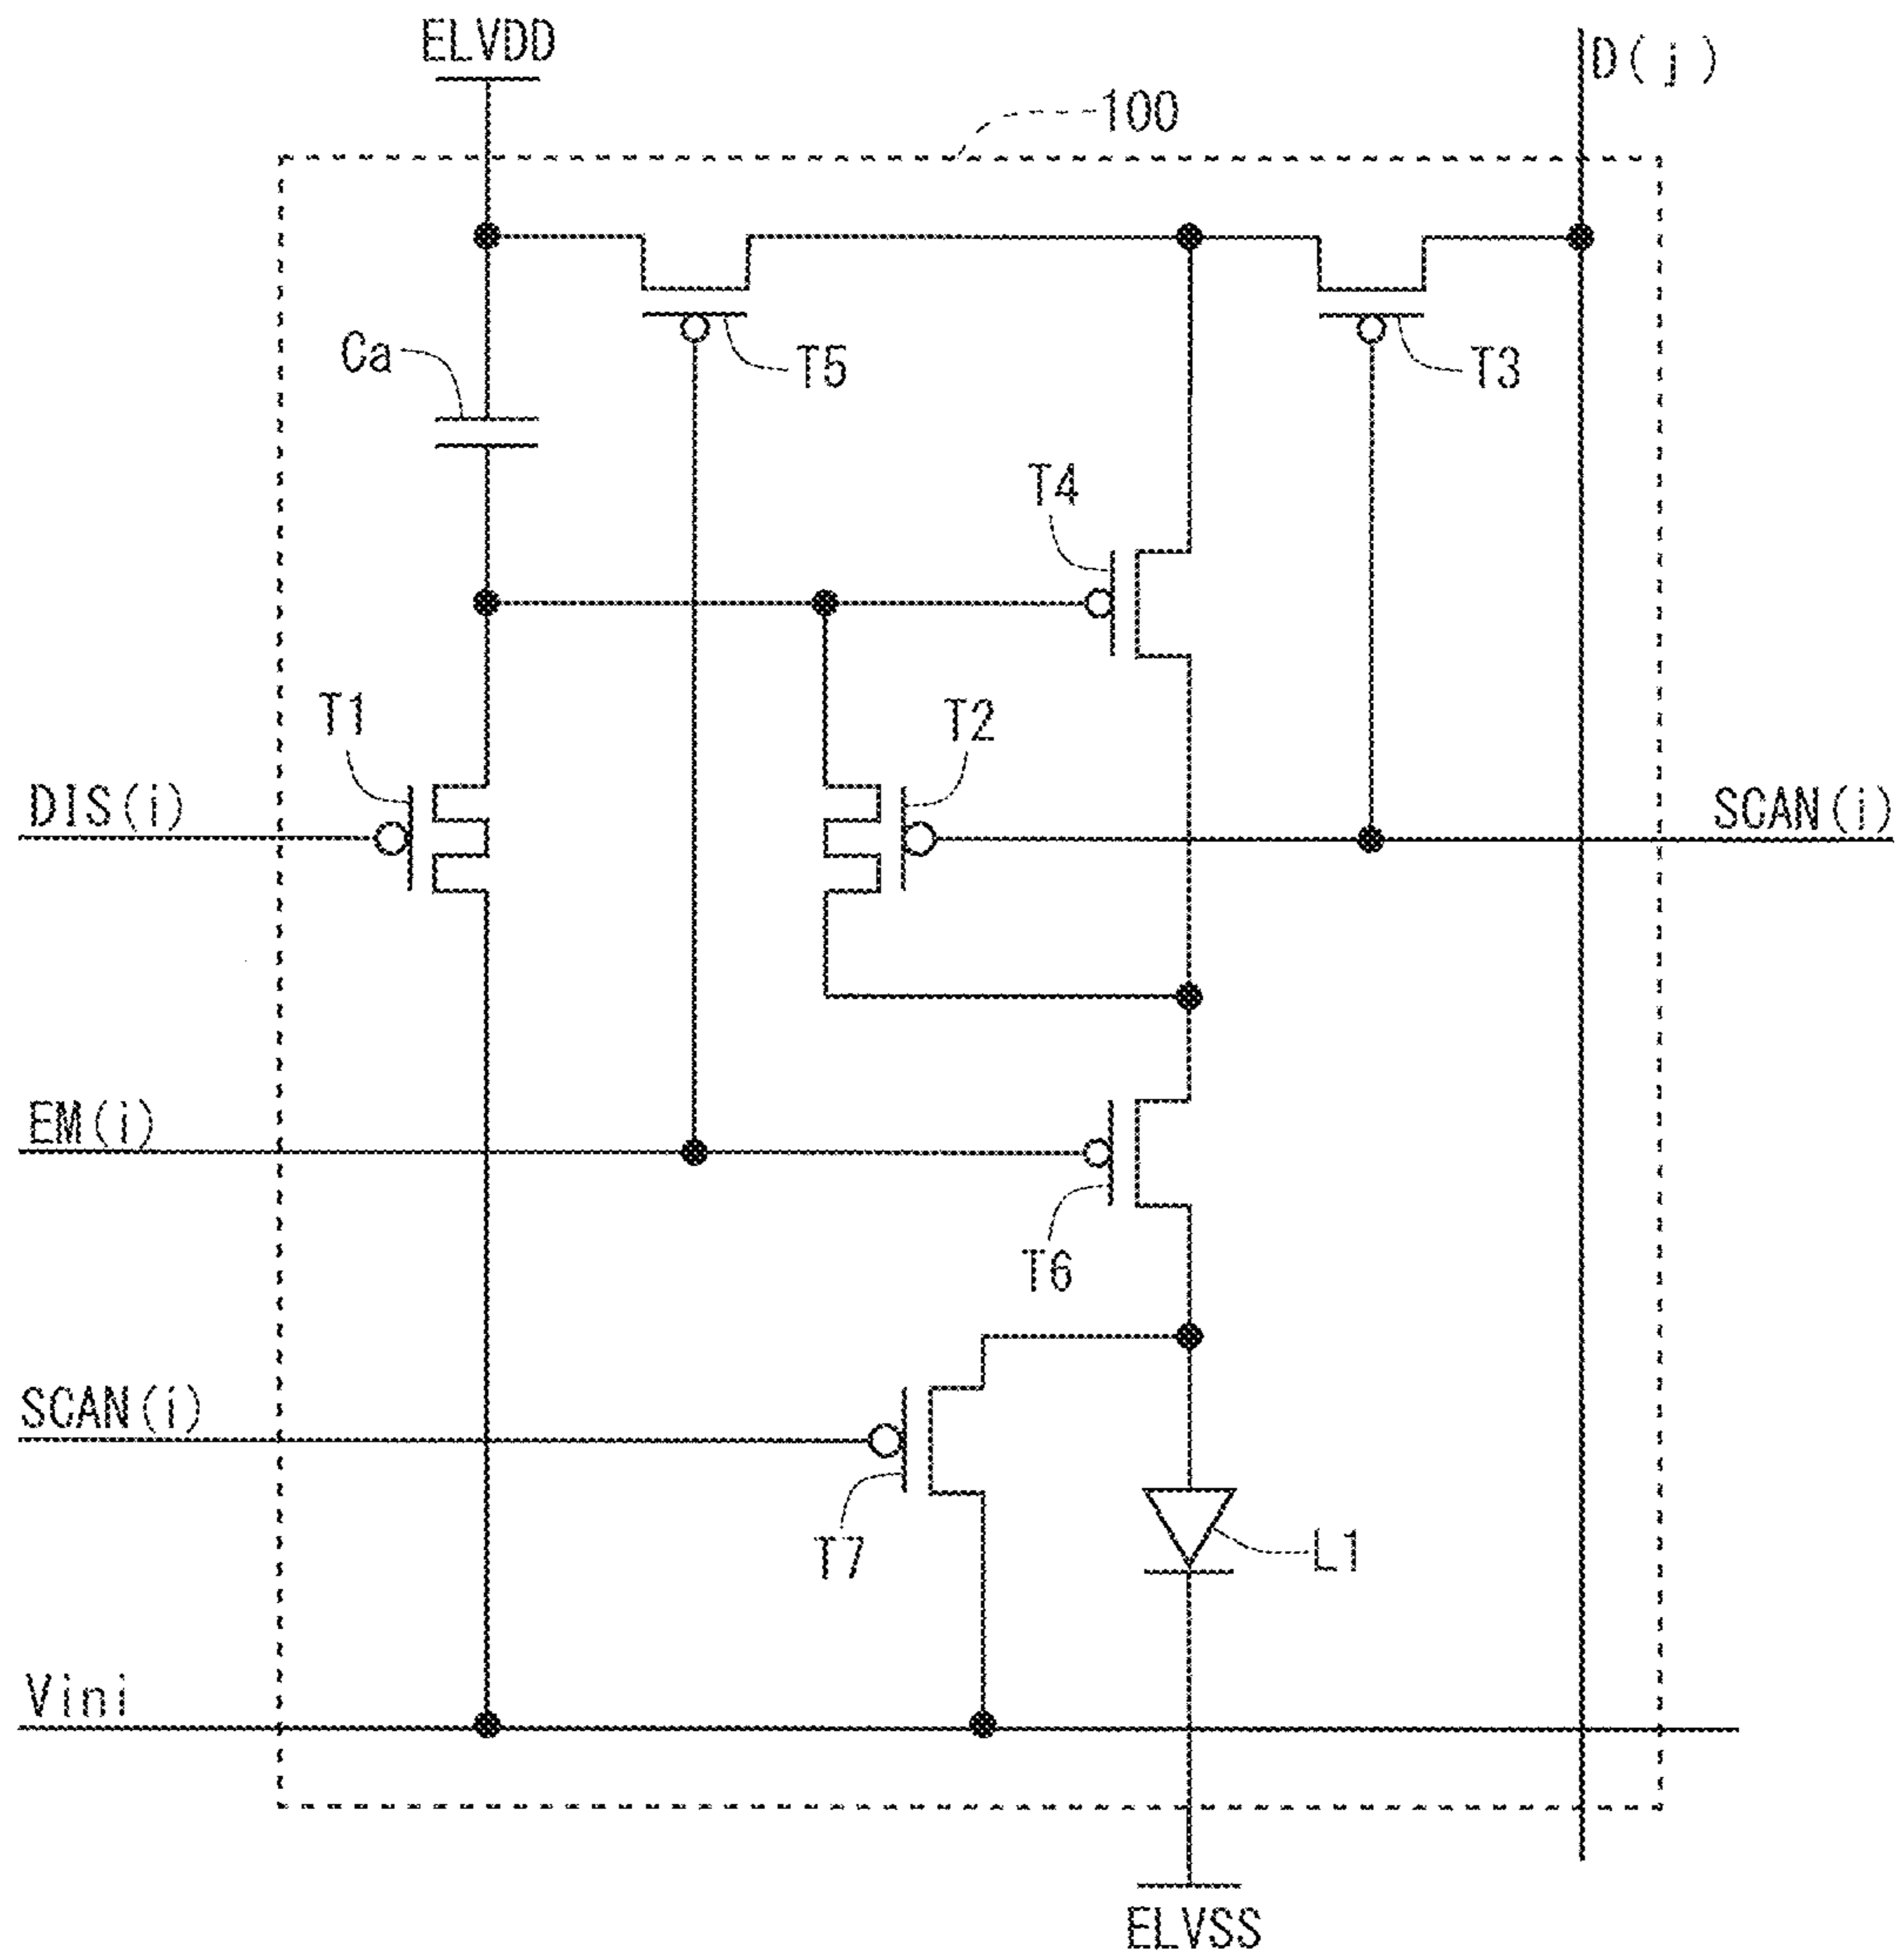 ELVDD
D(j)
100
Ca
T5
T3
T4
T1
T2
DIS(i)
SCAN(i)
EM(i)
T6
SCAN(i)
T7
L1
Vini
ELVSS